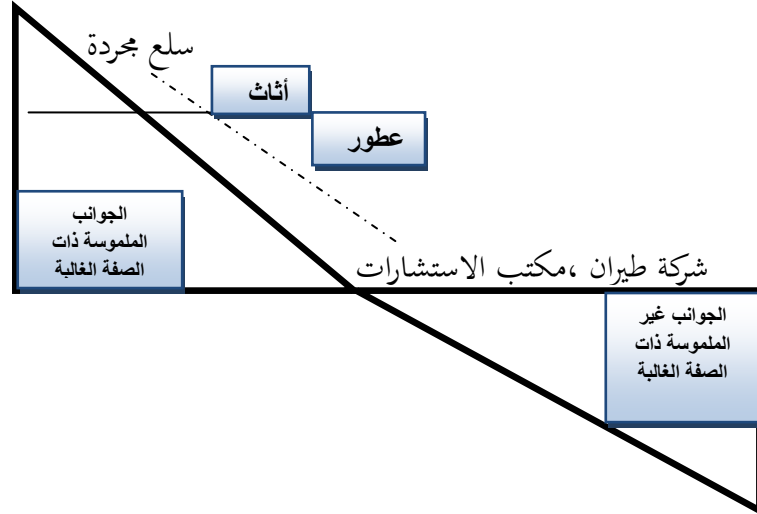 سلع مجردة
أثاث
عطور
الجوانب
الملموسة ذات
الصفة الغالبة
شركة طيران ،مكتب الاستشارات
الجوانب غير
الملموسة ذات
الصفة الغالبة